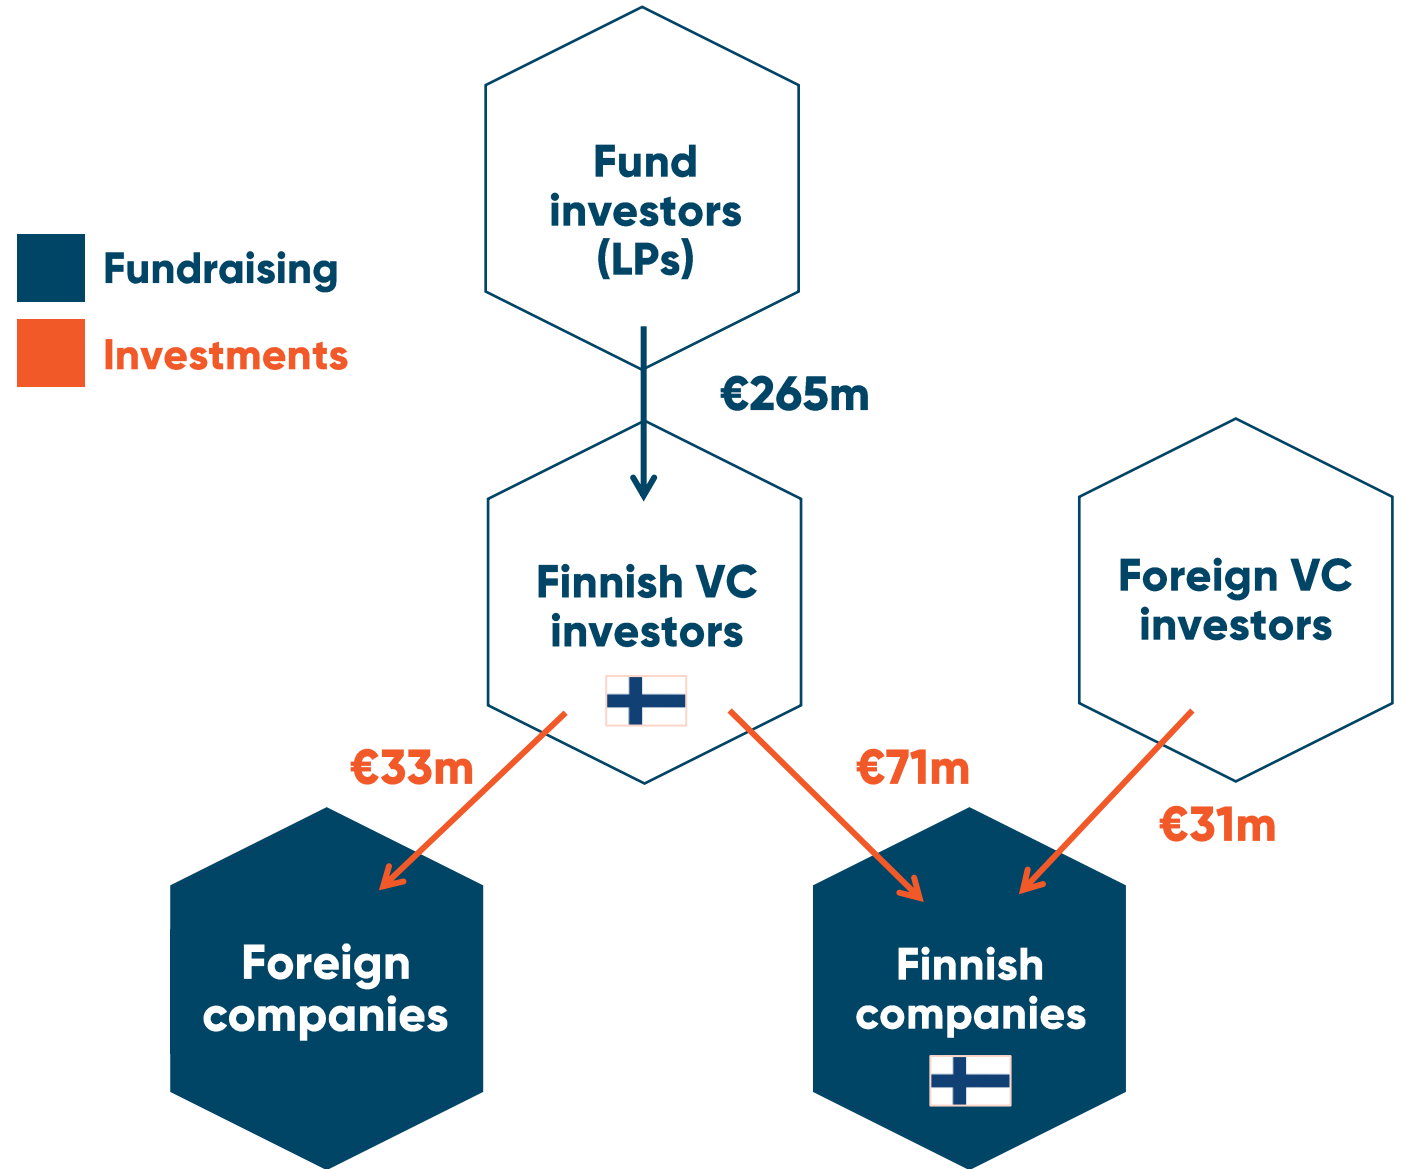 Fund
investors
(LPs)
Fundraising
Investments
€265m
Finnish VC
investors
Foreign VC
investors
€33m
€71m
€31m
Foreign
companies
Finnish
companies